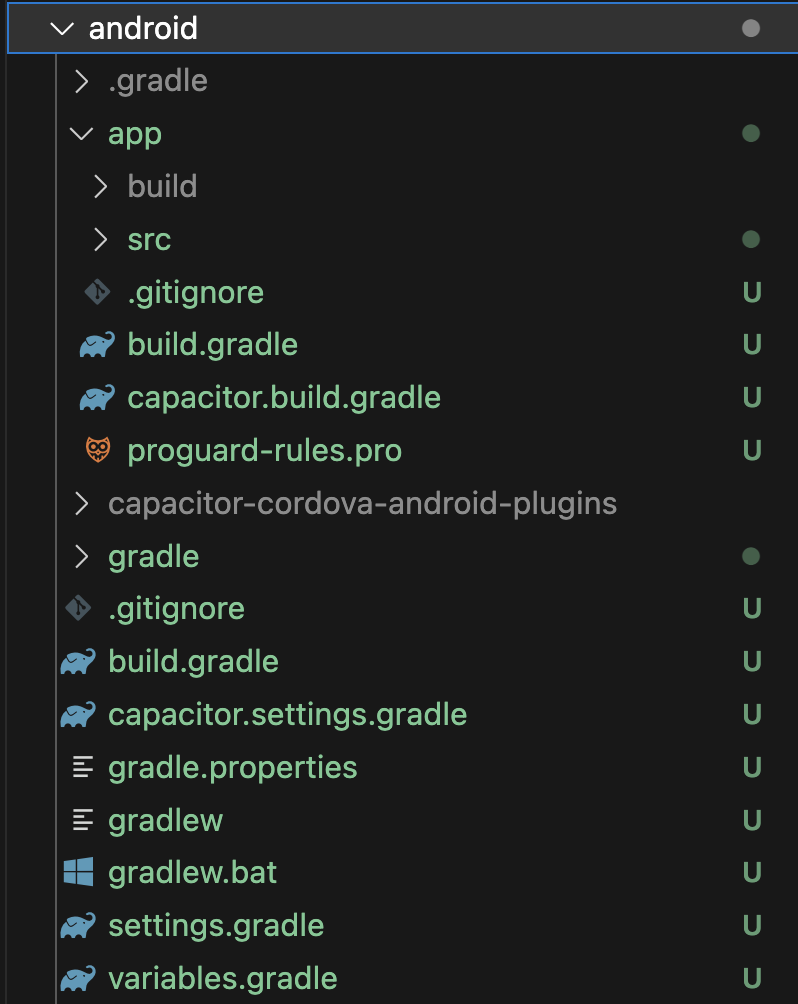 android
.gradle
app
build
src
.gitignore U
build.gradle U
capacitor.build.gradle U
proguard-rules.pro U
capacitor-cordova-android-plugins
gradle
.gitignore U
build.gradle U
capacitor.settings.gradle U
gradle.properties U
gradlew U
gradlew.bat U
settings.gradle U
variables.gradle U